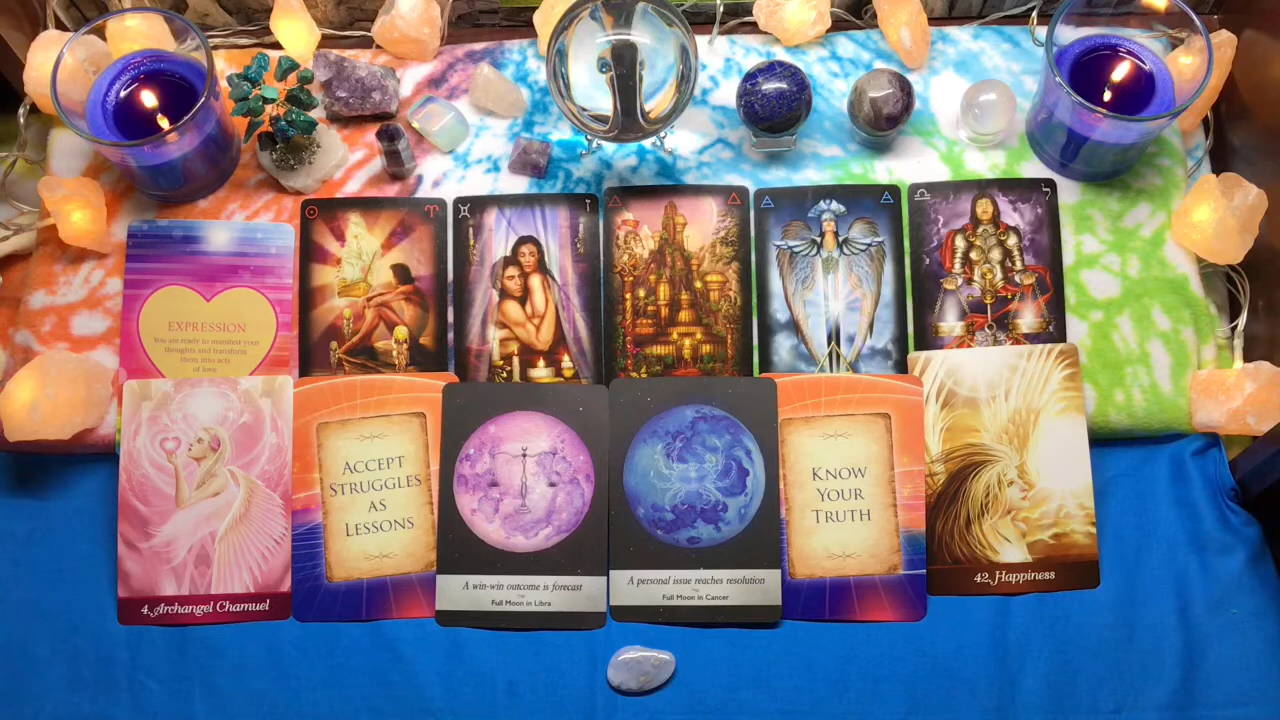 EXPRESSION
You are ready to manifest your
thoughts and transform
them into acts
of love
4. Archangel Chamuel
ACCEPT
STRUGGLES
AS
LESSONS
A win-win outcome is forecast
Full Moon in Libra
A personal issue reaches resolution
Full Moon in Cancer
KNOW
YOUR
TRUTH
42. Happiness